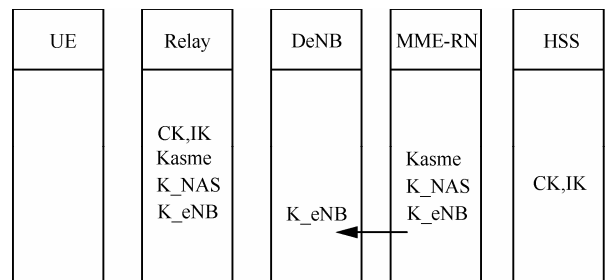 UE
Relay
DeNB
MME-RN
HSS
CK,IK
Kasme
K_NAS
K_eNB
K_eNB
Kasme
K_NAS
K_eNB
CK,IK